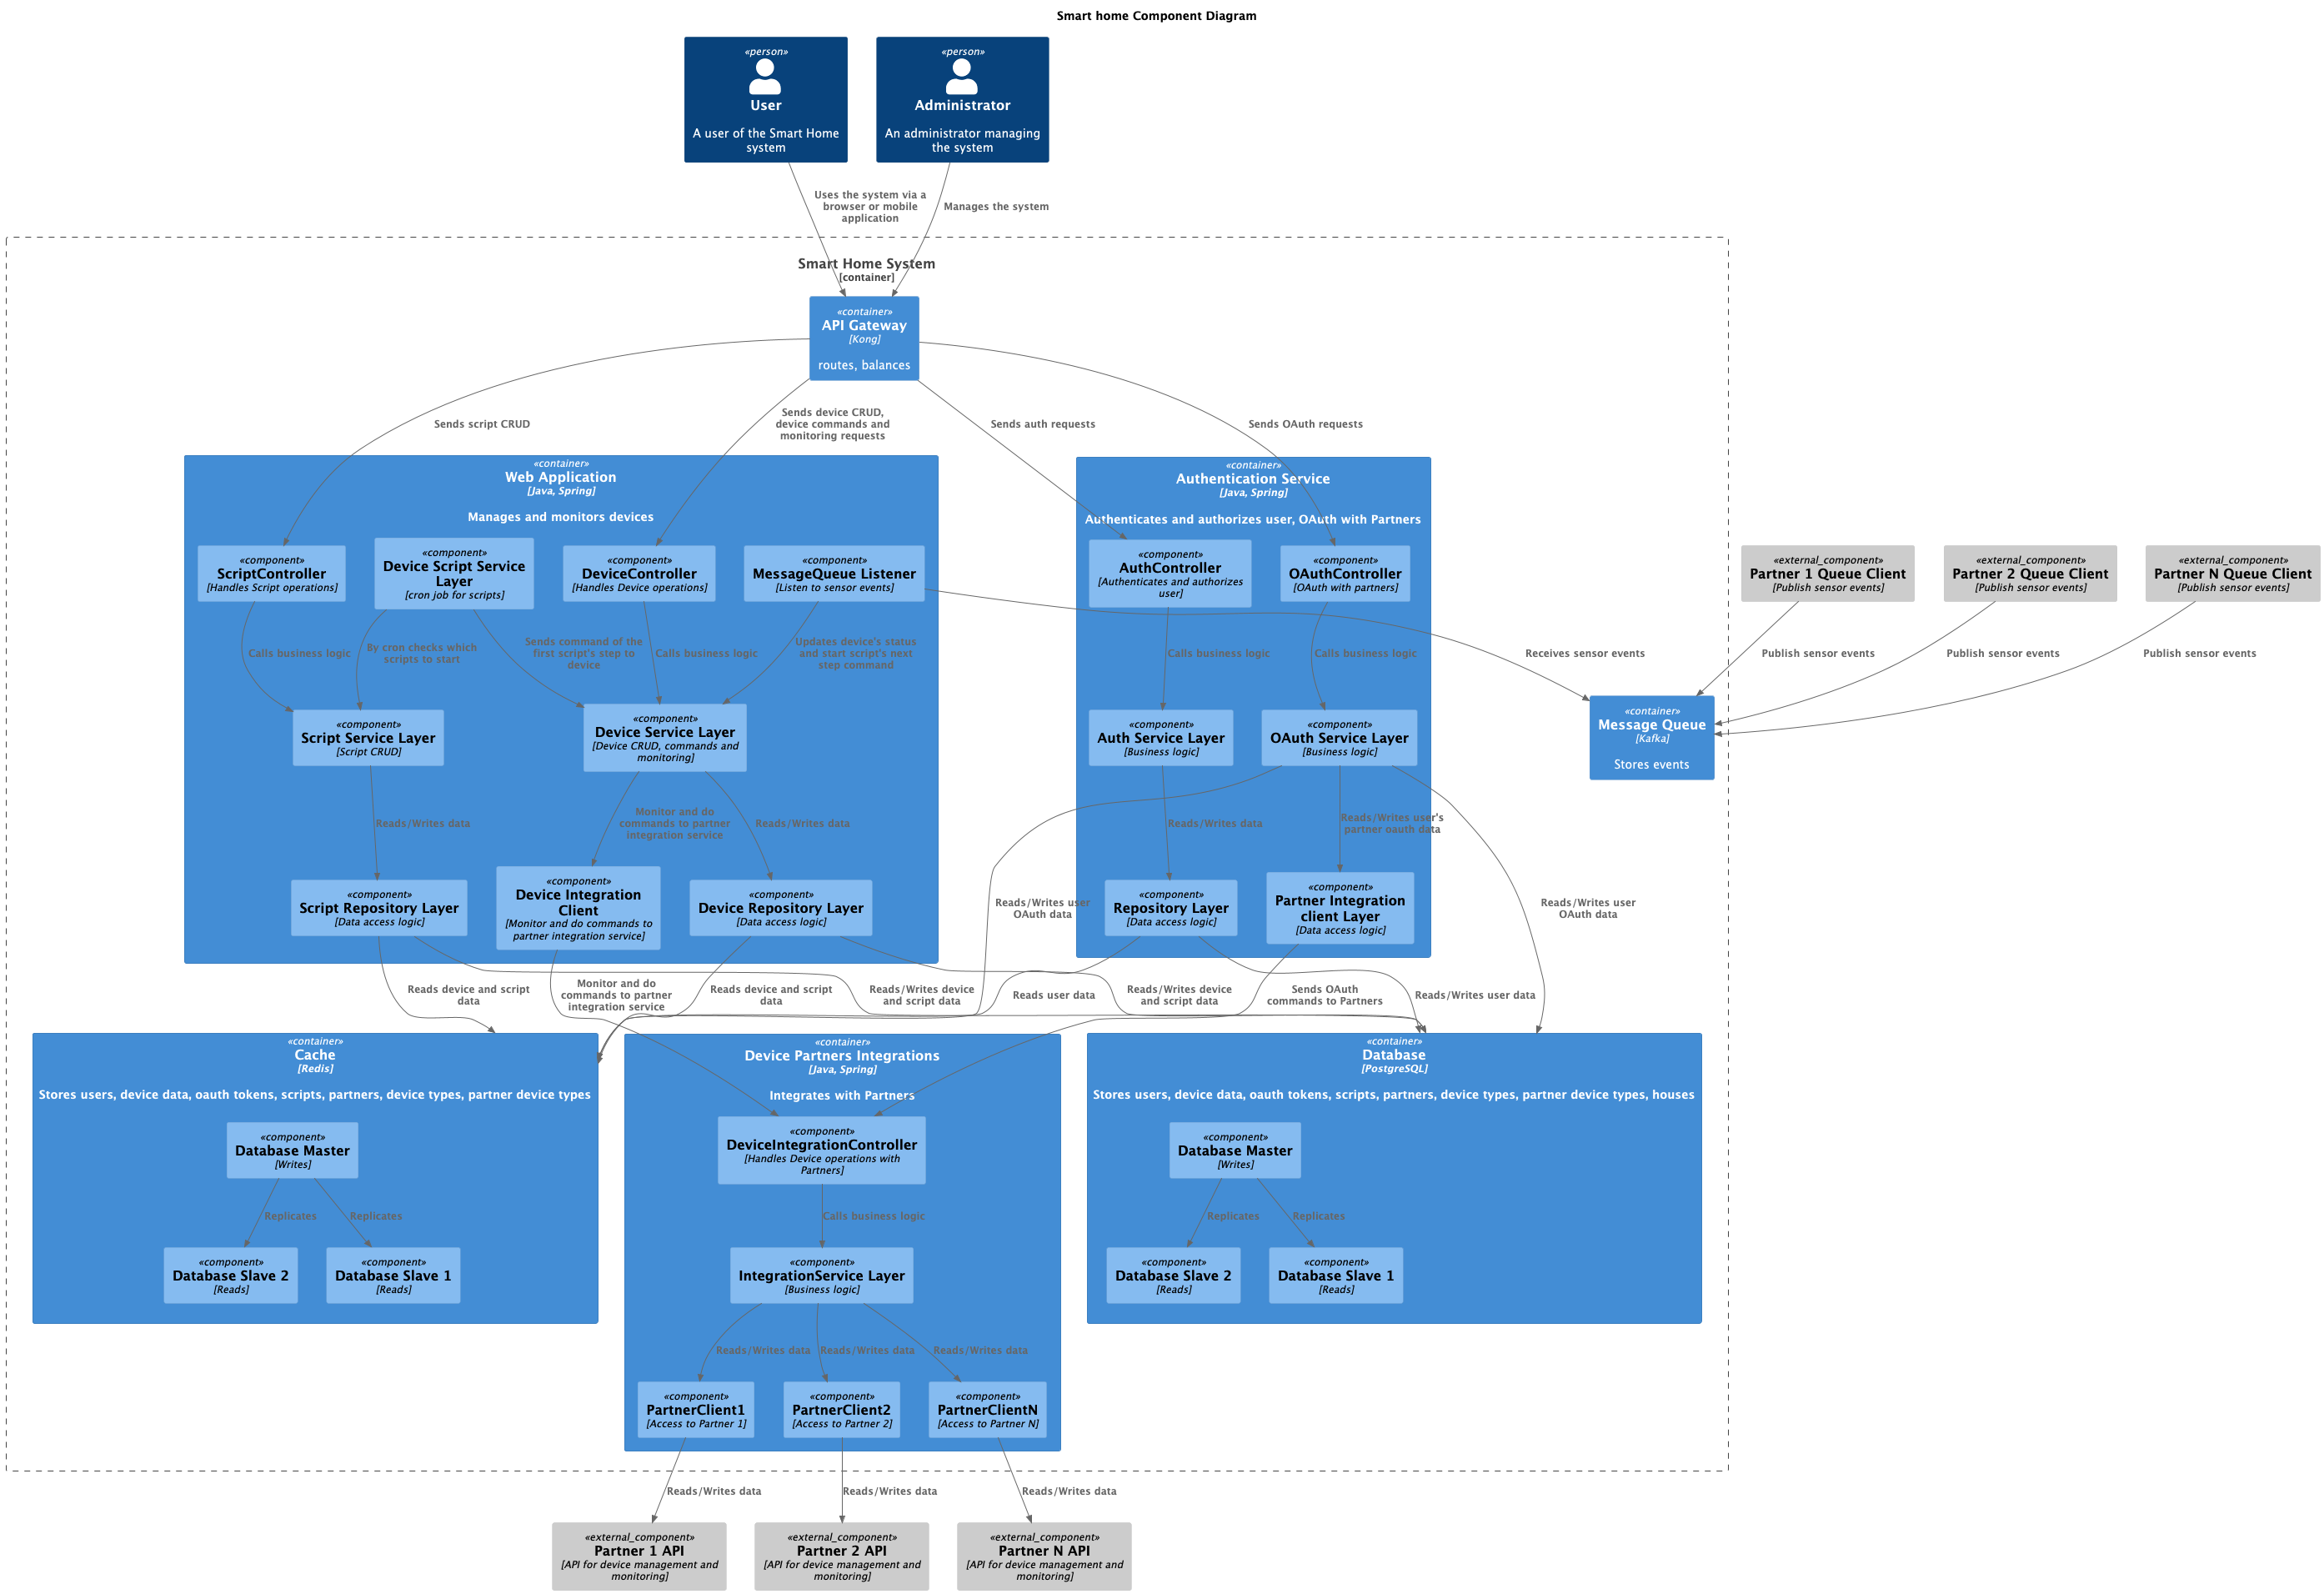 Smart home Component Diagram
«person»
User
A user of the Smart Home
system
«person»
Administrator
An administrator managing
the system
Uses the system via a
browser or mobile
application
Manages the system
Smart Home System
[container]
«container»
API Gateway
[Kong]
routes, balances
Sends script CRUD
Sends device CRUD,
device commands and
monitoring requests
Sends auth requests
Sends OAuth requests
«container»
Web Application
[Java, Spring]
Manages and monitors devices
«component»
ScriptController
[Handles Script operations]
«component»
Device Script Service
Layer
[cron job for scripts]
«component»
DeviceController
[Handles Device operations]
«component»
MessageQueue Listener
[Listen to sensor events]
Calls business logic
By cron checks which
scripts to start
Sends command of the
first script's step to
device
Calls business logic
Updates device's status
and start script's next
step command
«component»
Script Service Layer
[Script CRUD]
«component»
Device Service Layer
[Device CRUD, commands and
monitoring]
Reads/Writes data
Monitor and do
commands to partner
integration service
Reads/Writes data
«component»
Script Repository Layer
[Data access logic]
«component»
Device Integration
Client
[Monitor and do commands to
partner integration service]
«component»
Device Repository Layer
[Data access logic]
«container»
Authentication Service
[Java, Spring]
Authenticates and authorizes user, OAuth with Partners
«component»
AuthController
[Authenticates and authorizes
user]
«component»
OAuthController
[OAuth with partners]
Calls business logic
Calls business logic
«component»
Auth Service Layer
[Business logic]
«component»
OAuth Service Layer
[Business logic]
Reads/Writes data
Reads/Writes user's
partner oauth data
«component»
Repository Layer
[Data access logic]
«component»
Partner Integration
client Layer
[Data access logic]
Receives sensor events
«external_component»
Partner 1 Queue Client
[Publish sensor events]
«external_component»
Partner 2 Queue Client
[Publish sensor events]
«external_component»
Partner N Queue Client
[Publish sensor events]
Publish sensor events
Publish sensor events
Publish sensor events
«container»
Message Queue
[Kafka]
Stores events
Reads/Writes user
OAuth data
Reads/Writes user
OAuth data
Reads device and script
data
Monitor and do
commands to partner
integration service
Reads device and script
data
Reads/Writes device
and script data
Reads user data
Reads/Writes device
and script data
Sends OAuth
commands to Partners
Reads/Writes user data
«container»
Cache
[Redis]
Stores users, device data, oauth tokens, scripts, partners, device types, partner device types
«component»
Database Master
[Writes]
Replicates
Replicates
«component»
Database Slave 2
[Reads]
«component»
Database Slave 1
[Reads]
«container»
Device Partners Integrations
[Java, Spring]
Integrates with Partners
«component»
DeviceIntegrationController
[Handles Device operations with
Partners]
Calls business logic
«component»
IntegrationService Layer
[Business logic]
Reads/Writes data
Reads/Writes data
Reads/Writes data
«component»
PartnerClient1
[Access to Partner 1]
«component»
PartnerClient2
[Access to Partner 2]
«component»
PartnerClientN
[Access to Partner N]
«container»
Database
[PostgreSQL]
Stores users, device data, oauth tokens, scripts, partners, device types, partner device types, houses
«component»
Database Master
[Writes]
Replicates
Replicates
«component»
Database Slave 2
[Reads]
«component»
Database Slave 1
[Reads]
Reads/Writes data
Reads/Writes data
Reads/Writes data
«external_component»
Partner 1 API
[API for device management and
monitoring]
«external_component»
Partner 2 API
[API for device management and
monitoring]
«external_component»
Partner N API
[API for device management and
monitoring]